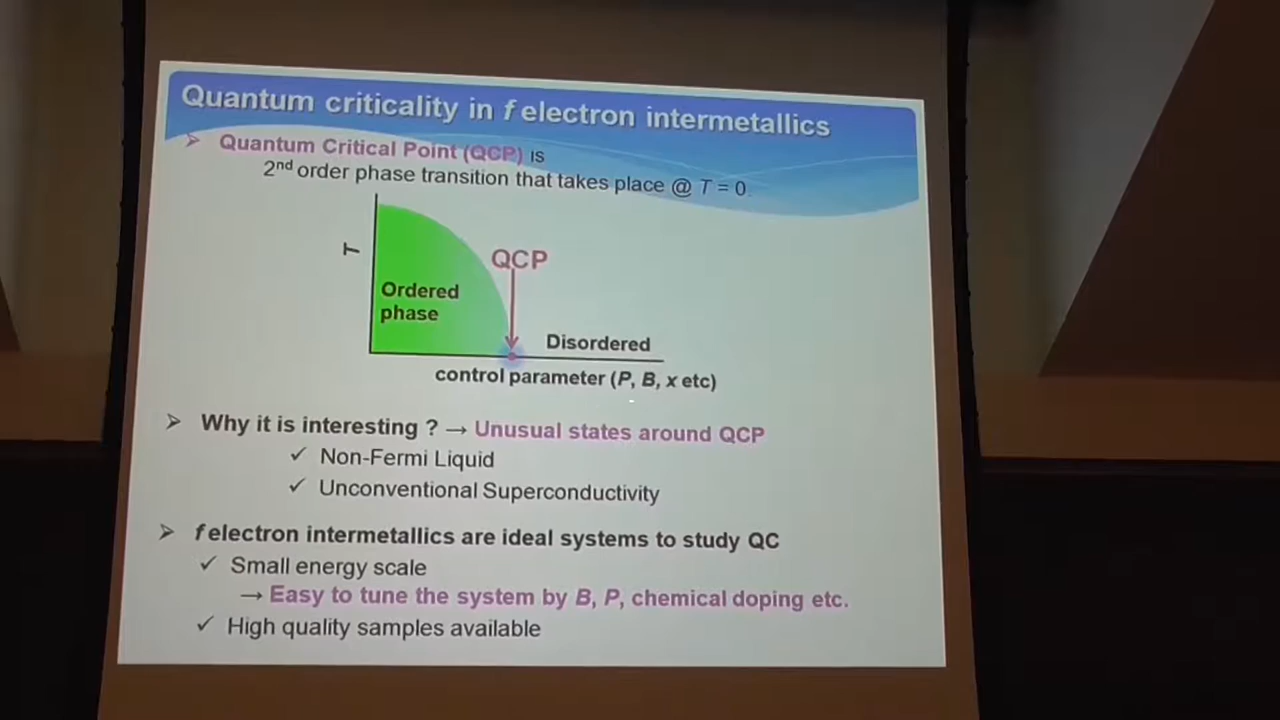 Quantum criticality in f electron intermetallics
➢ Quantum Critical Point (QCP) is
2nd order phase transition that takes place @ T = 0.
T
QCP
Ordered
phase
Disordered
control parameter (P, B, x etc)
➢ Why it is interesting ? → Unusual states around QCP
✓ Non-Fermi Liquid
✓ Unconventional Superconductivity
➢ f electron intermetallics are ideal systems to study QC
✓ Small energy scale
→ Easy to tune the system by B, P, chemical doping etc.
✓ High quality samples available